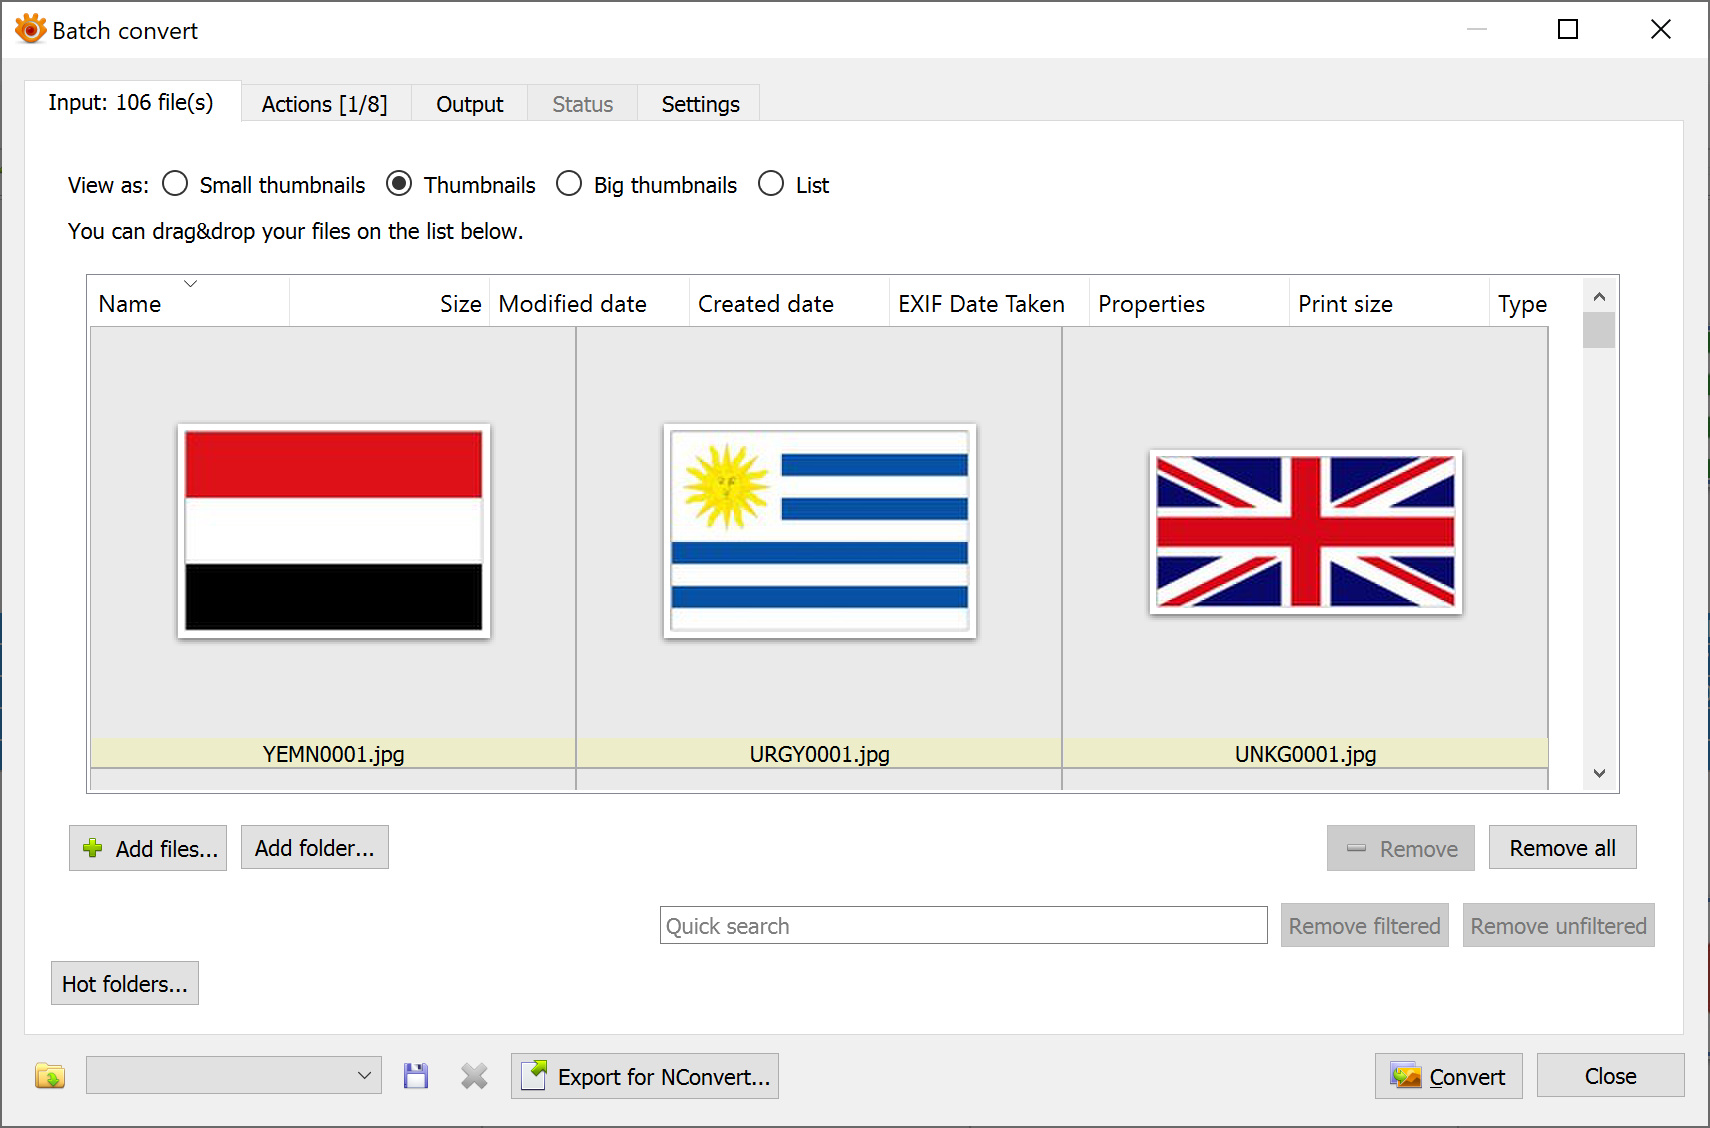 Batch convert
Input: 106 file(s) Actions [1/8] Output Status Settings
View as: Small thumbnails Thumbnails Big thumbnails List
You can drag&drop your files on the list below.
Name Size Modified date Created date EXIF Date Taken Properties Print size Type
YEMN0001.jpg URGY0001.jpg UNKG0001.jpg
Add files... Add folder... Remove Remove all
Quick search Remove filtered Remove unfiltered
Hot folders...
Export for NConvert... Convert Close